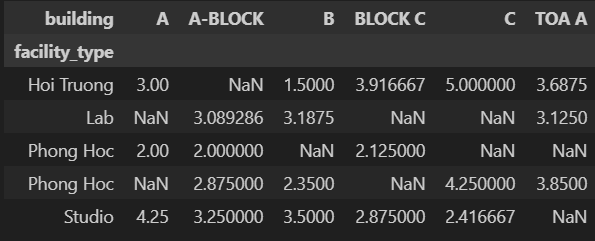 building A A-BLOCK B BLOCK C C TOA A
facility_type
Hoi Truong 3.00 NaN 1.5000 3.916667 5.000000 3.6875
Lab NaN 3.089286 3.1875 NaN NaN 3.1250
Phong Hoc 2.00 2.000000 NaN 2.125000 NaN NaN
Phong Hoc NaN 2.875000 2.3500 NaN 4.250000 3.8500
Studio 4.25 3.250000 3.5000 2.875000 2.416667 NaN